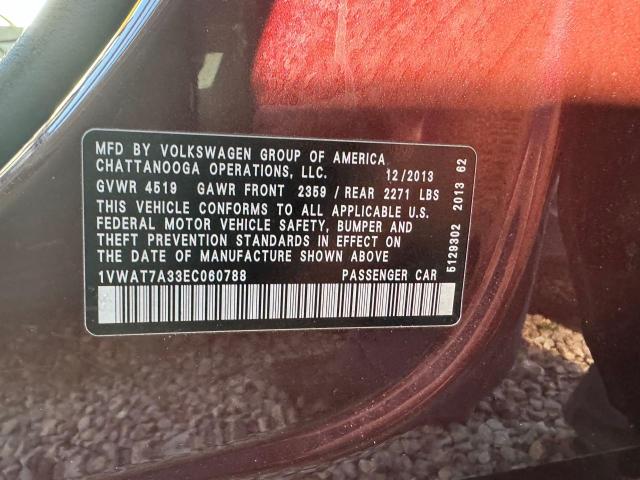 MFD BY VOLKSWAGEN GROUP OF AMERICA
CHATTANOOGA OPERATIONS, LLC. 12/2013
GVWR 4519 GAWR FRONT 2359 / REAR 2271 LBS
THIS VEHICLE CONFORMS TO ALL APPLICABLE U.S.
FEDERAL MOTOR VEHICLE SAFETY, BUMPER AND
THEFT PREVENTION STANDARDS IN EFFECT ON
THE DATE OF MANUFACTURE SHOWN ABOVE
1VWAT7A33EC060788 PASSENGER CAR
5129302 2013 62